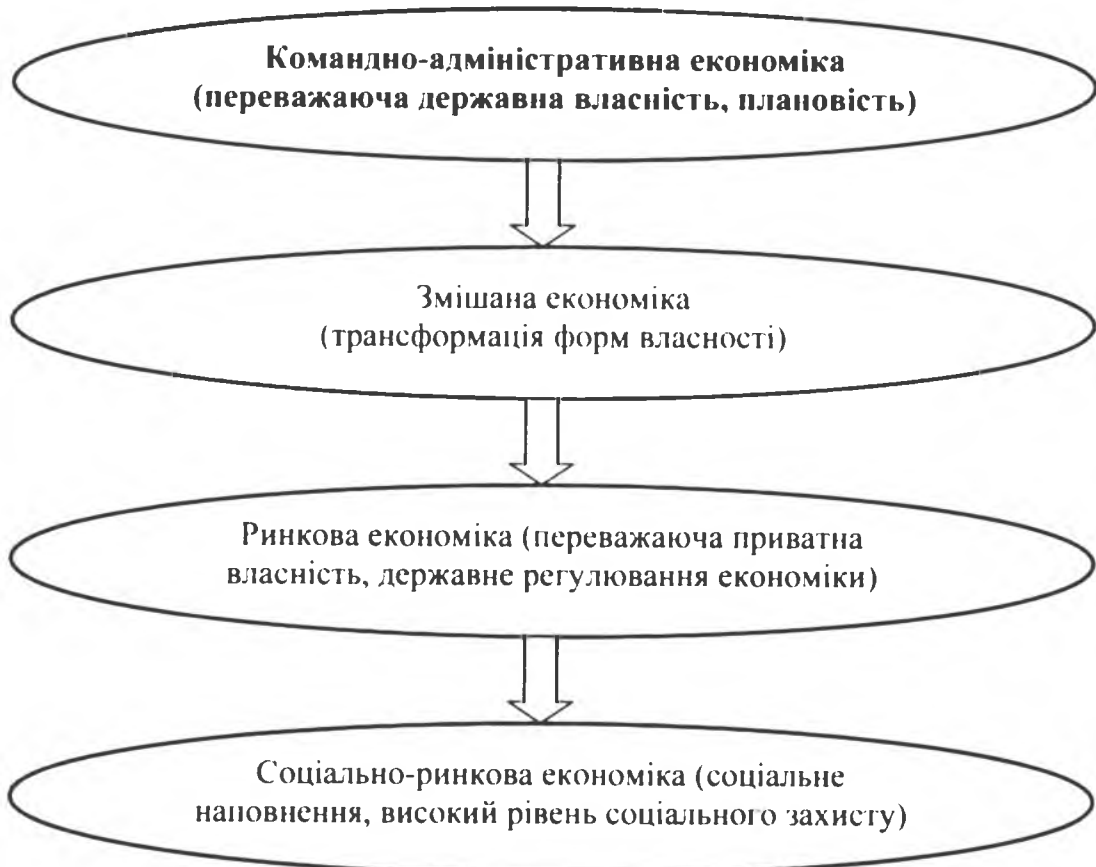 Командно-адміністративна економіка
(переважаюча державна власність, плановість)
Змішана економіка
(трансформація форм власності)
Ринкова економіка (переважаюча приватна
власність, державне регулювання економіки)
Соціально-ринкова економіка (соціальне
наповнення, високий рівень соціального захисту)